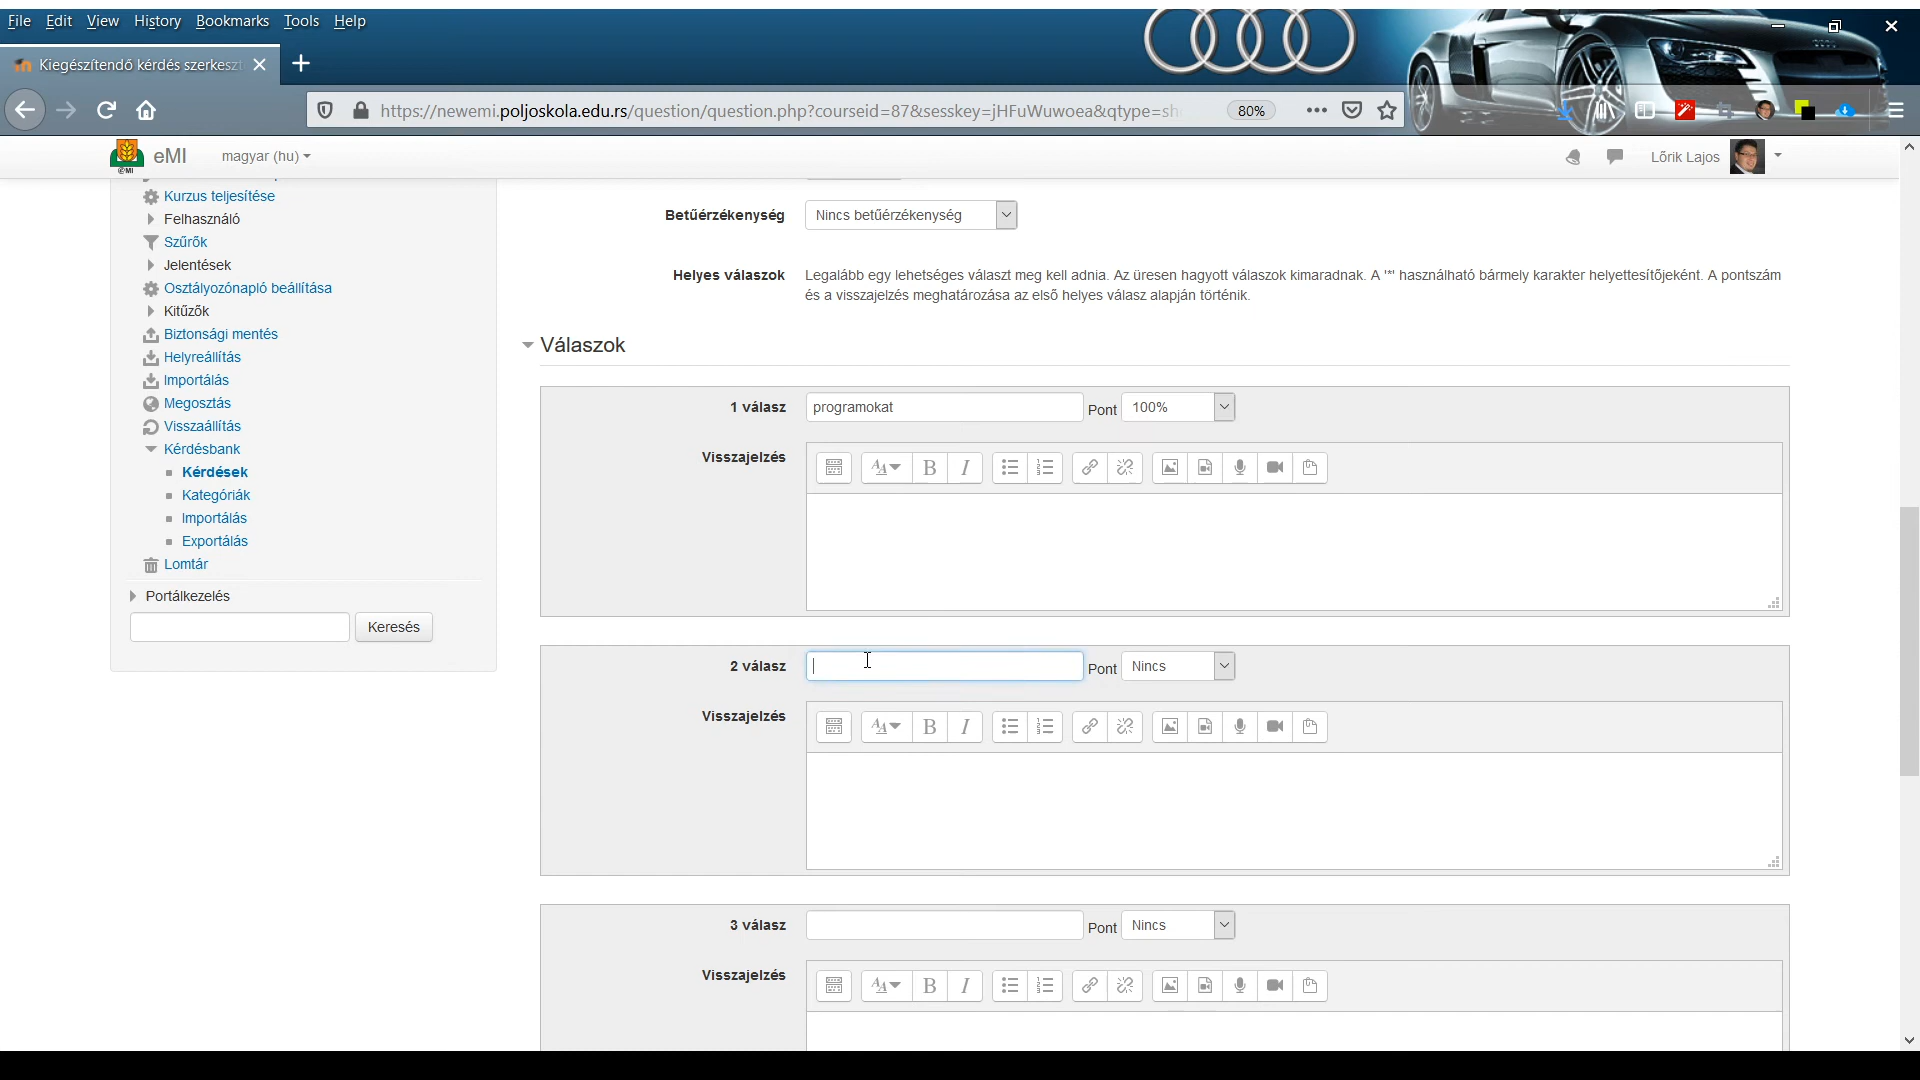 File Edit View History Bookmarks Tools Help
Kiegészítendő kérdés szerkeszt
https://newemi.poljoskola.edu.rs/question/question.php?courseid=87&sesskey=jHFuWuwoea&qtype=sh
80%
eMI
magyar (hu)
Lőrik Lajos
Kurzus teljesítése
Felhasználó
Szűrők
Jelentések
Osztályozónapló beállítása
Kitűzők
Biztonsági mentés
Helyreállítás
Importálás
Megosztás
Visszaállítás
Kérdésbank
Kérdések
Kategóriák
Importálás
Exportálás
Lomtár
Portálkezelés
Keresés
Betűérzékenység Nincs betűérzékenység
Helyes válaszok Legalább egy lehetséges választ meg kell adnia. Az üresen hagyott válaszok kimaradnak. A '*' használható bármely karakter helyettesítőjeként. A pontszám
és a visszajelzés meghatározása az első helyes válasz alapján történik.
Válaszok
1 válasz programokat Pont 100%
Visszajelzés
2 válasz Pont Nincs
Visszajelzés
3 válasz Pont Nincs
Visszajelzés